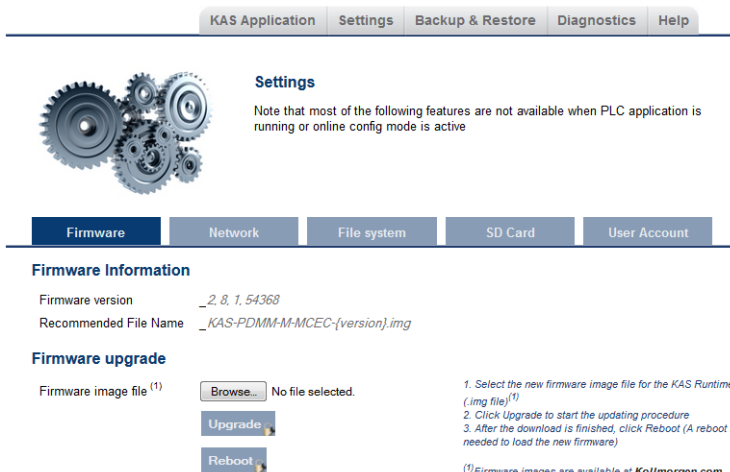 KAS Application Settings Backup & Restore Diagnostics Help
Settings
Note that most of the following features are not available when PLC application is
running or online config mode is active
Firmware Network File system SD Card User Account
Firmware Information
Firmware version _2, 8, 1, 54368
Recommended File Name _KAS-PDMM-M-MCEC-{version}.img
Firmware upgrade
Firmware image file (1) Browse... No file selected.
Upgrade
Reboot
1. Select the new firmware image file for the KAS Runtime
(.img file)(1)
2. Click Upgrade to start the updating procedure
3. After the download is finished, click Reboot (A reboot
needed to load the new firmware)
(1)Firmware images are available at Kollmorgen.com